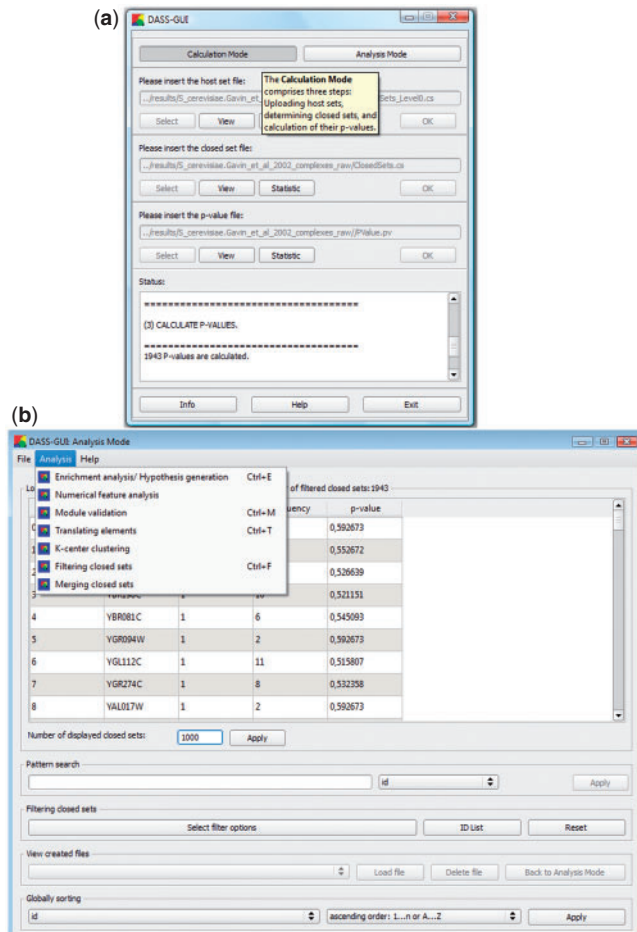 (a)
DASS-GUI
Calculation Mode Analysis Mode
Please insert the host set file:
The Calculation Mode
comprises three steps:
Uploading host sets,
determining closed sets, and
calculation of their p-values.
.../results/S_cerevisiae.Gavin_et_ Sets_Level0.cs
Select View OK
Please insert the closed set file:
.../results/S_cerevisiae.Gavin_et_al_2002_complexes_raw/ClosedSets.cs
Select View Statistic OK
Please insert the p-value file:
.../results/S_cerevisiae.Gavin_et_al_2002_complexes_raw//PValue.pv
Select View Statistic OK
Status:
====================================
(3) CALCULATE P-VALUES.
====================================
1943 P-values are calculated.
Info Help Exit
(b)
DASS-GUI: Analysis Mode
File Analysis Help
Enrichment analysis/ Hypothesis generation Ctrl+E
Numerical feature analysis
Module validation Ctrl+M
Translating elements Ctrl+T
K-center clustering
Filtering closed sets Ctrl+F
Merging closed sets
of filtered closed sets: 1943
uency p-value
0,592673
0,552672
0,526639
0,521151
4 YBR081C 1 6 0,545093
5 YGR094W 1 2 0,592673
6 YGL112C 1 11 0,515807
7 YGR274C 1 8 0,532358
8 YAL017W 1 2 0,592673
Number of displayed closed sets: 1000 Apply
Pattern search
id Apply
Filtering closed sets
Select filter options ID List Reset
View created files
Load file Delete file Back to Analysis Mode
Globally sorting
id ascending order: 1...n or A...Z Apply